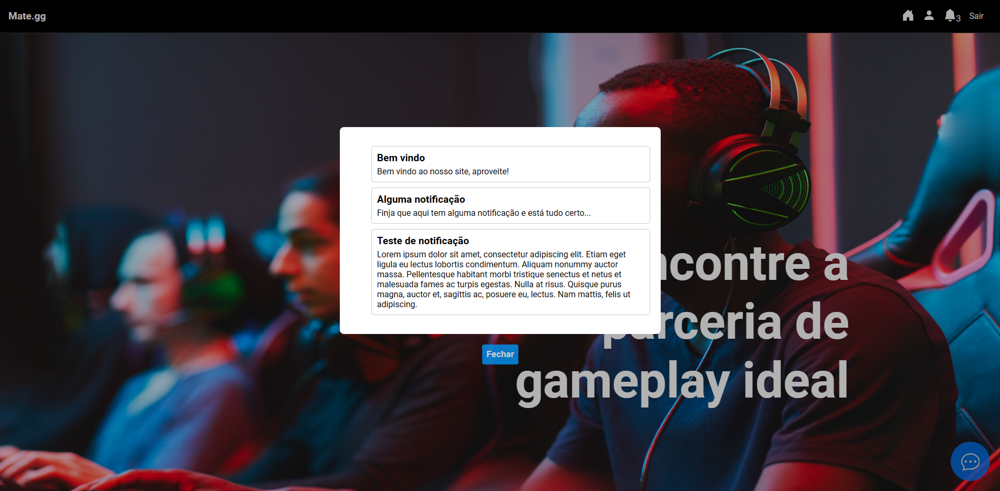 Mate.gg
3
Sair
Bem vindo
Bem vindo ao nosso site, aproveite!
Alguma notificação
Finja que aqui tem alguma notificação e está tudo certo...
Teste de notificação
Lorem ipsum dolor sit amet, consectetur adipiscing elit. Etiam eget
ligula eu lectus lobortis condimentum. Aliquam nonummy auctor
massa. Pellentesque habitant morbi tristique senectus et netus et
malesuada fames ac turpis egestas. Nulla at risus. Quisque purus
magna, auctor et, sagittis ac, posuere eu, lectus. Nam mattis, felis ut
adipiscing.
ncontre a
parceria de
gameplay ideal
Fechar